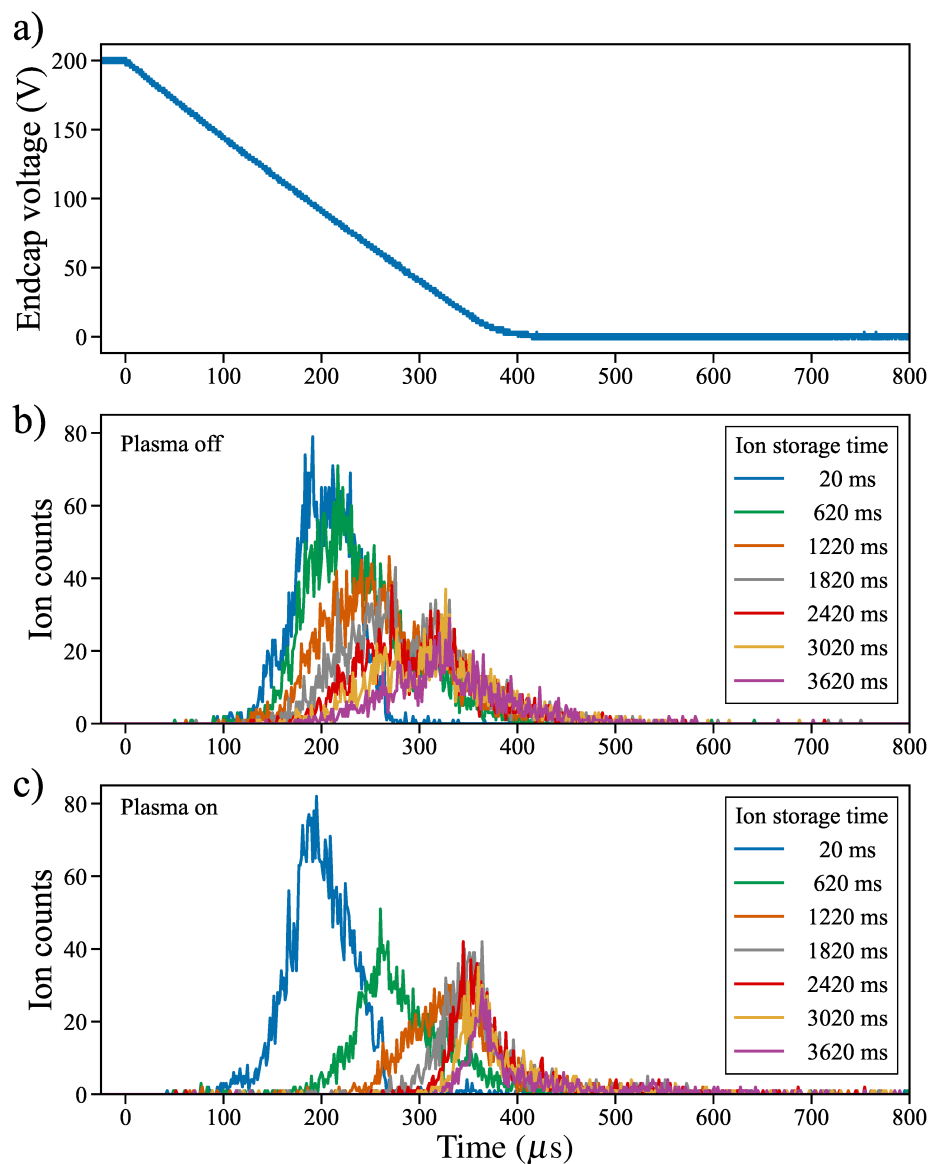 a)
Endcap voltage (V)
200
150
100
50
0
0 100 200 300 400 500 600 700 800
b)
Plasma off
Ion counts
80
60
40
20
0
0 100 200 300 400 500 600 700 800
Ion storage time
20 ms
620 ms
1220 ms
1820 ms
2420 ms
3020 ms
3620 ms
c)
Plasma on
Ion counts
80
60
40
20
0
0 100 200 300 400 500 600 700 800
Ion storage time
20 ms
620 ms
1220 ms
1820 ms
2420 ms
3020 ms
3620 ms
Time (μs)